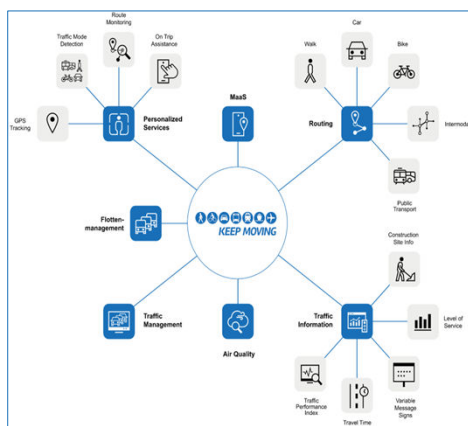 Route
Monitoring
Traffic Mode
Detection
On Trip
Assistance
GPS
Tracking
Personalized
Services
MaaS
Car
Walk
Bike
Routing
Intermodal
Public
Transport
Flotten-
management
KEEP MOVING
Construction
Site Info
Traffic
Management
Air Quality
Traffic
Information
Level of
Service
Traffic
Performance
Index
Travel Time
Variable
Message
Signs